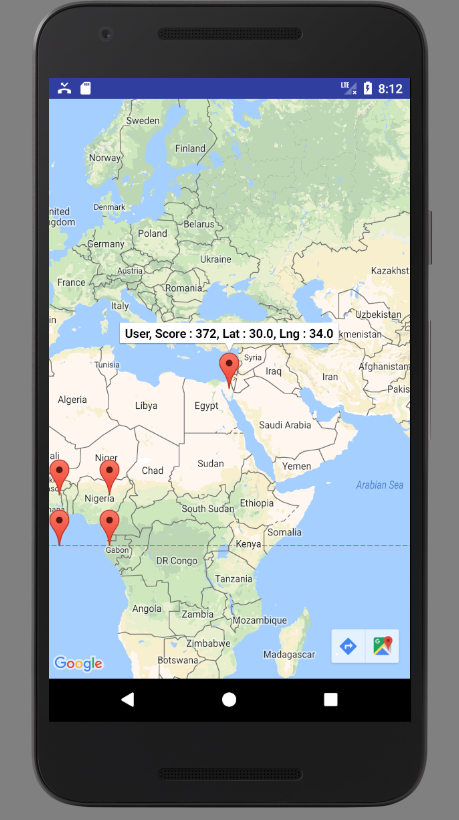 LTE 8:12
Sweden
Finland
Norway
Denmark
nited
gdom
Belarus
Poland
Germany
Ukraine
Austria
France
Kazakhst
Romania
Italy
Uzbekistan
in
User, Score : 372, Lat : 30.0, Lng : 34.0
kmenistan
Syria
Tunisia
Afghanistan
Iraq
Iran
Pakis
Algeria
Libya
Egypt
Saudi Arabia
ali
Niger
Chad
Sudan
Yemen
Arabian Sea
Nigeria
Ethiopia
South Sudan
Somalia
Kenya
Gabon
DR Congo
Tanzania
Angola
Zambia
Mozambique
Zimbabwe
Madagascar
Botswana
Google